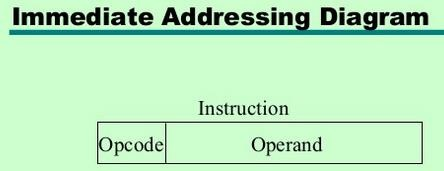 Immediate Addressing Diagram
Instruction
Opcode Operand